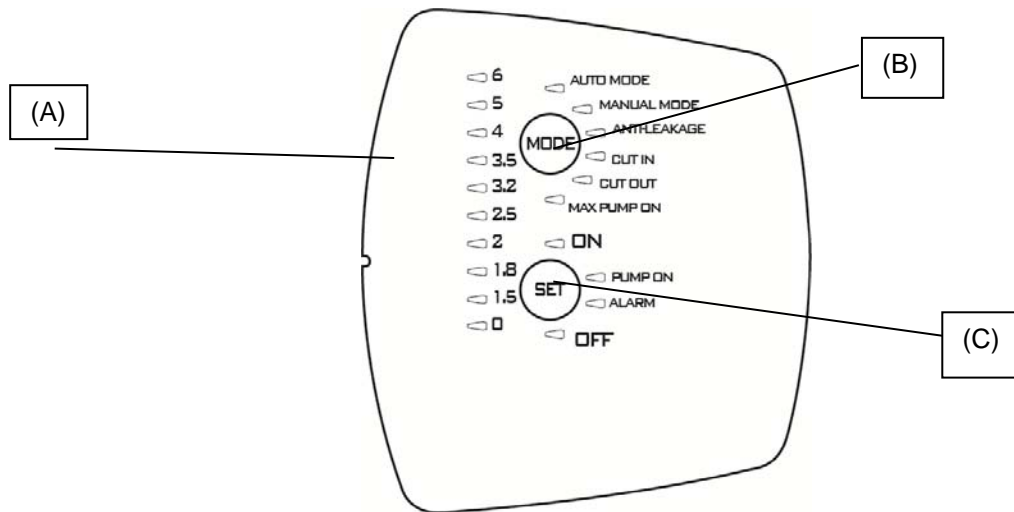 (A)
(B)
(C)
6
5
4
3.5
3.2
2.5
2
1.8
1.5
0
AUTO MODE
MANUAL MODE
ANTI-LEAKAGE
MODE
CUT IN
CUT OUT
MAX PUMP ON
ON
PUMP ON
SET
ALARM
OFF